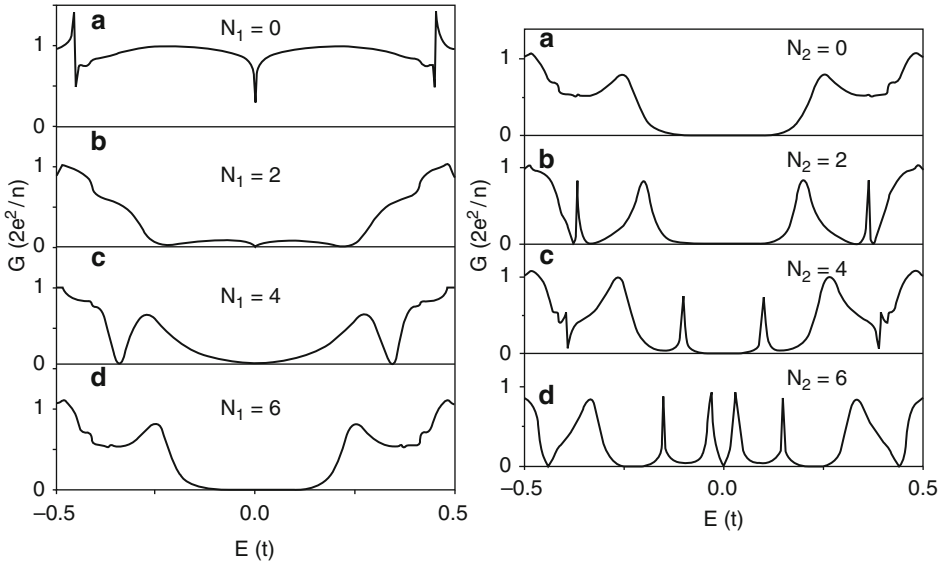 a
N₁ = 0
1
0
b
N₁ = 2
1
0
c
N₁ = 4
1
0
d
N₁ = 6
1
0
–0.5
0.0
0.5
G (2e²/n)
E (t)
a
N₂ = 0
1
0
b
N₂ = 2
1
0
c
N₂ = 4
1
0
d
N₂ = 6
1
0
–0.5
0.0
0.5
G (2e²/n)
E (t)